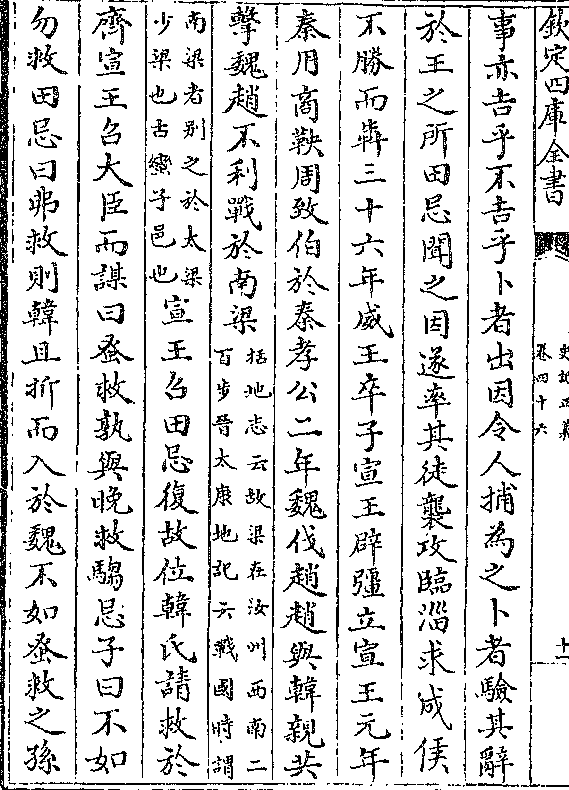 欽定四庫全書
史記正義
卷四十六
十一
事亦吉乎不吉乎卜者出因令人捕為之卜者驗其辭
於王之所田忌聞之因遂率其徒襲攻臨淄求成侯
不勝而犇三十六年威王卒子宣王辟彊立宣王元年
秦用商鞅周致伯於秦孝公二年魏伐趙趙與韓親共
擊魏趙不利戰於南梁括地志云故梁在汝州西南二
百步晉太康地記云戰國時謂
南梁者别之於太梁
少梁也古蠻子邑也宣王召田忌復故位韓氏請救於
齊宣王召大臣而謀曰蚤救孰與晚救騶忌子曰不如
勿救田忌曰弗救則韓且折而入於魏不如蚤救之孫